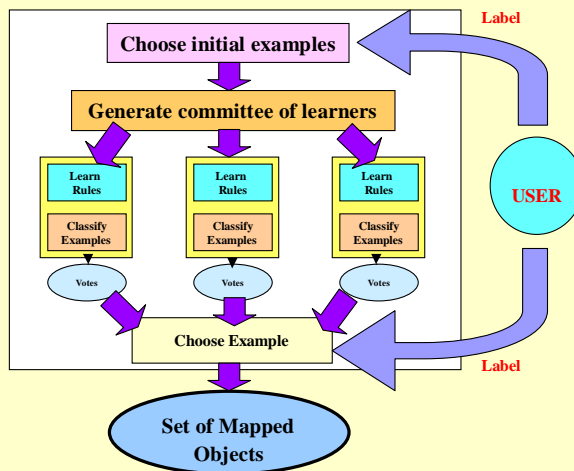 Label
Choose initial examples
Generate committee of learners
Learn
Rules
Learn
Rules
Learn
Rules
USER
Classify
Examples
Classify
Examples
Classify
Examples
Votes
Votes
Votes
Choose Example
Label
Set of Mapped
Objects